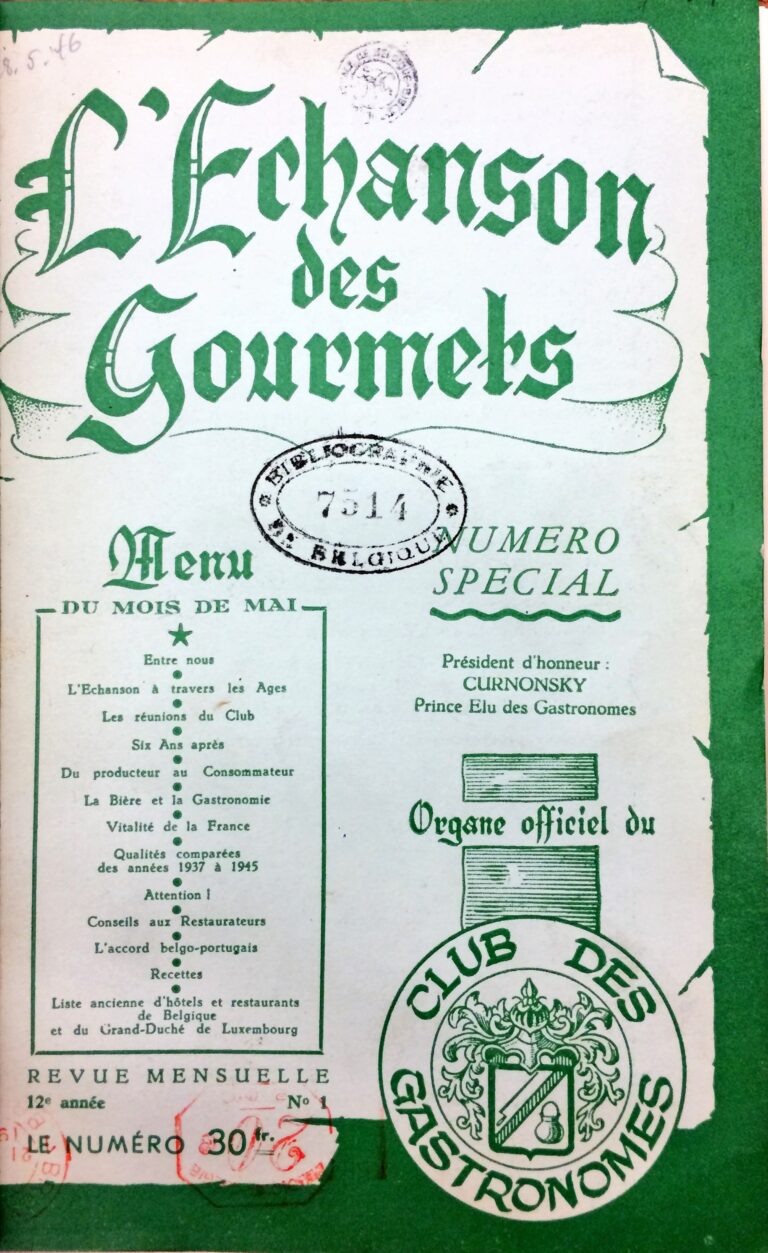 8.5.46
L'Echanson
des
Gourmets
BIBLIOGRAPHIE
7514
DE BELGIQUE
Menu
DU MOIS DE MAI
Entre nous
L'Echanson à travers les Ages
Les réunions du Club
Six Ans après
Du producteur au Consommateur
La Bière et la Gastronomie
Vitalité de la France
Qualités comparées
des années 1937 à 1945
Attention !
Conseils aux Restaurateurs
L'accord belgo-portugais
Recettes
Liste ancienne d'hôtels et restaurants
de Belgique
et du Grand-Duché de Luxembourg
NUMERO
SPECIAL
Président d'honneur :
CURNONSKY
Prince Elu des Gastronomes
Organe officiel du
CLUB DES
GASTRONOMES
REVUE MENSUELLE
12e année No 1
LE NUMÉRO 30 fr.